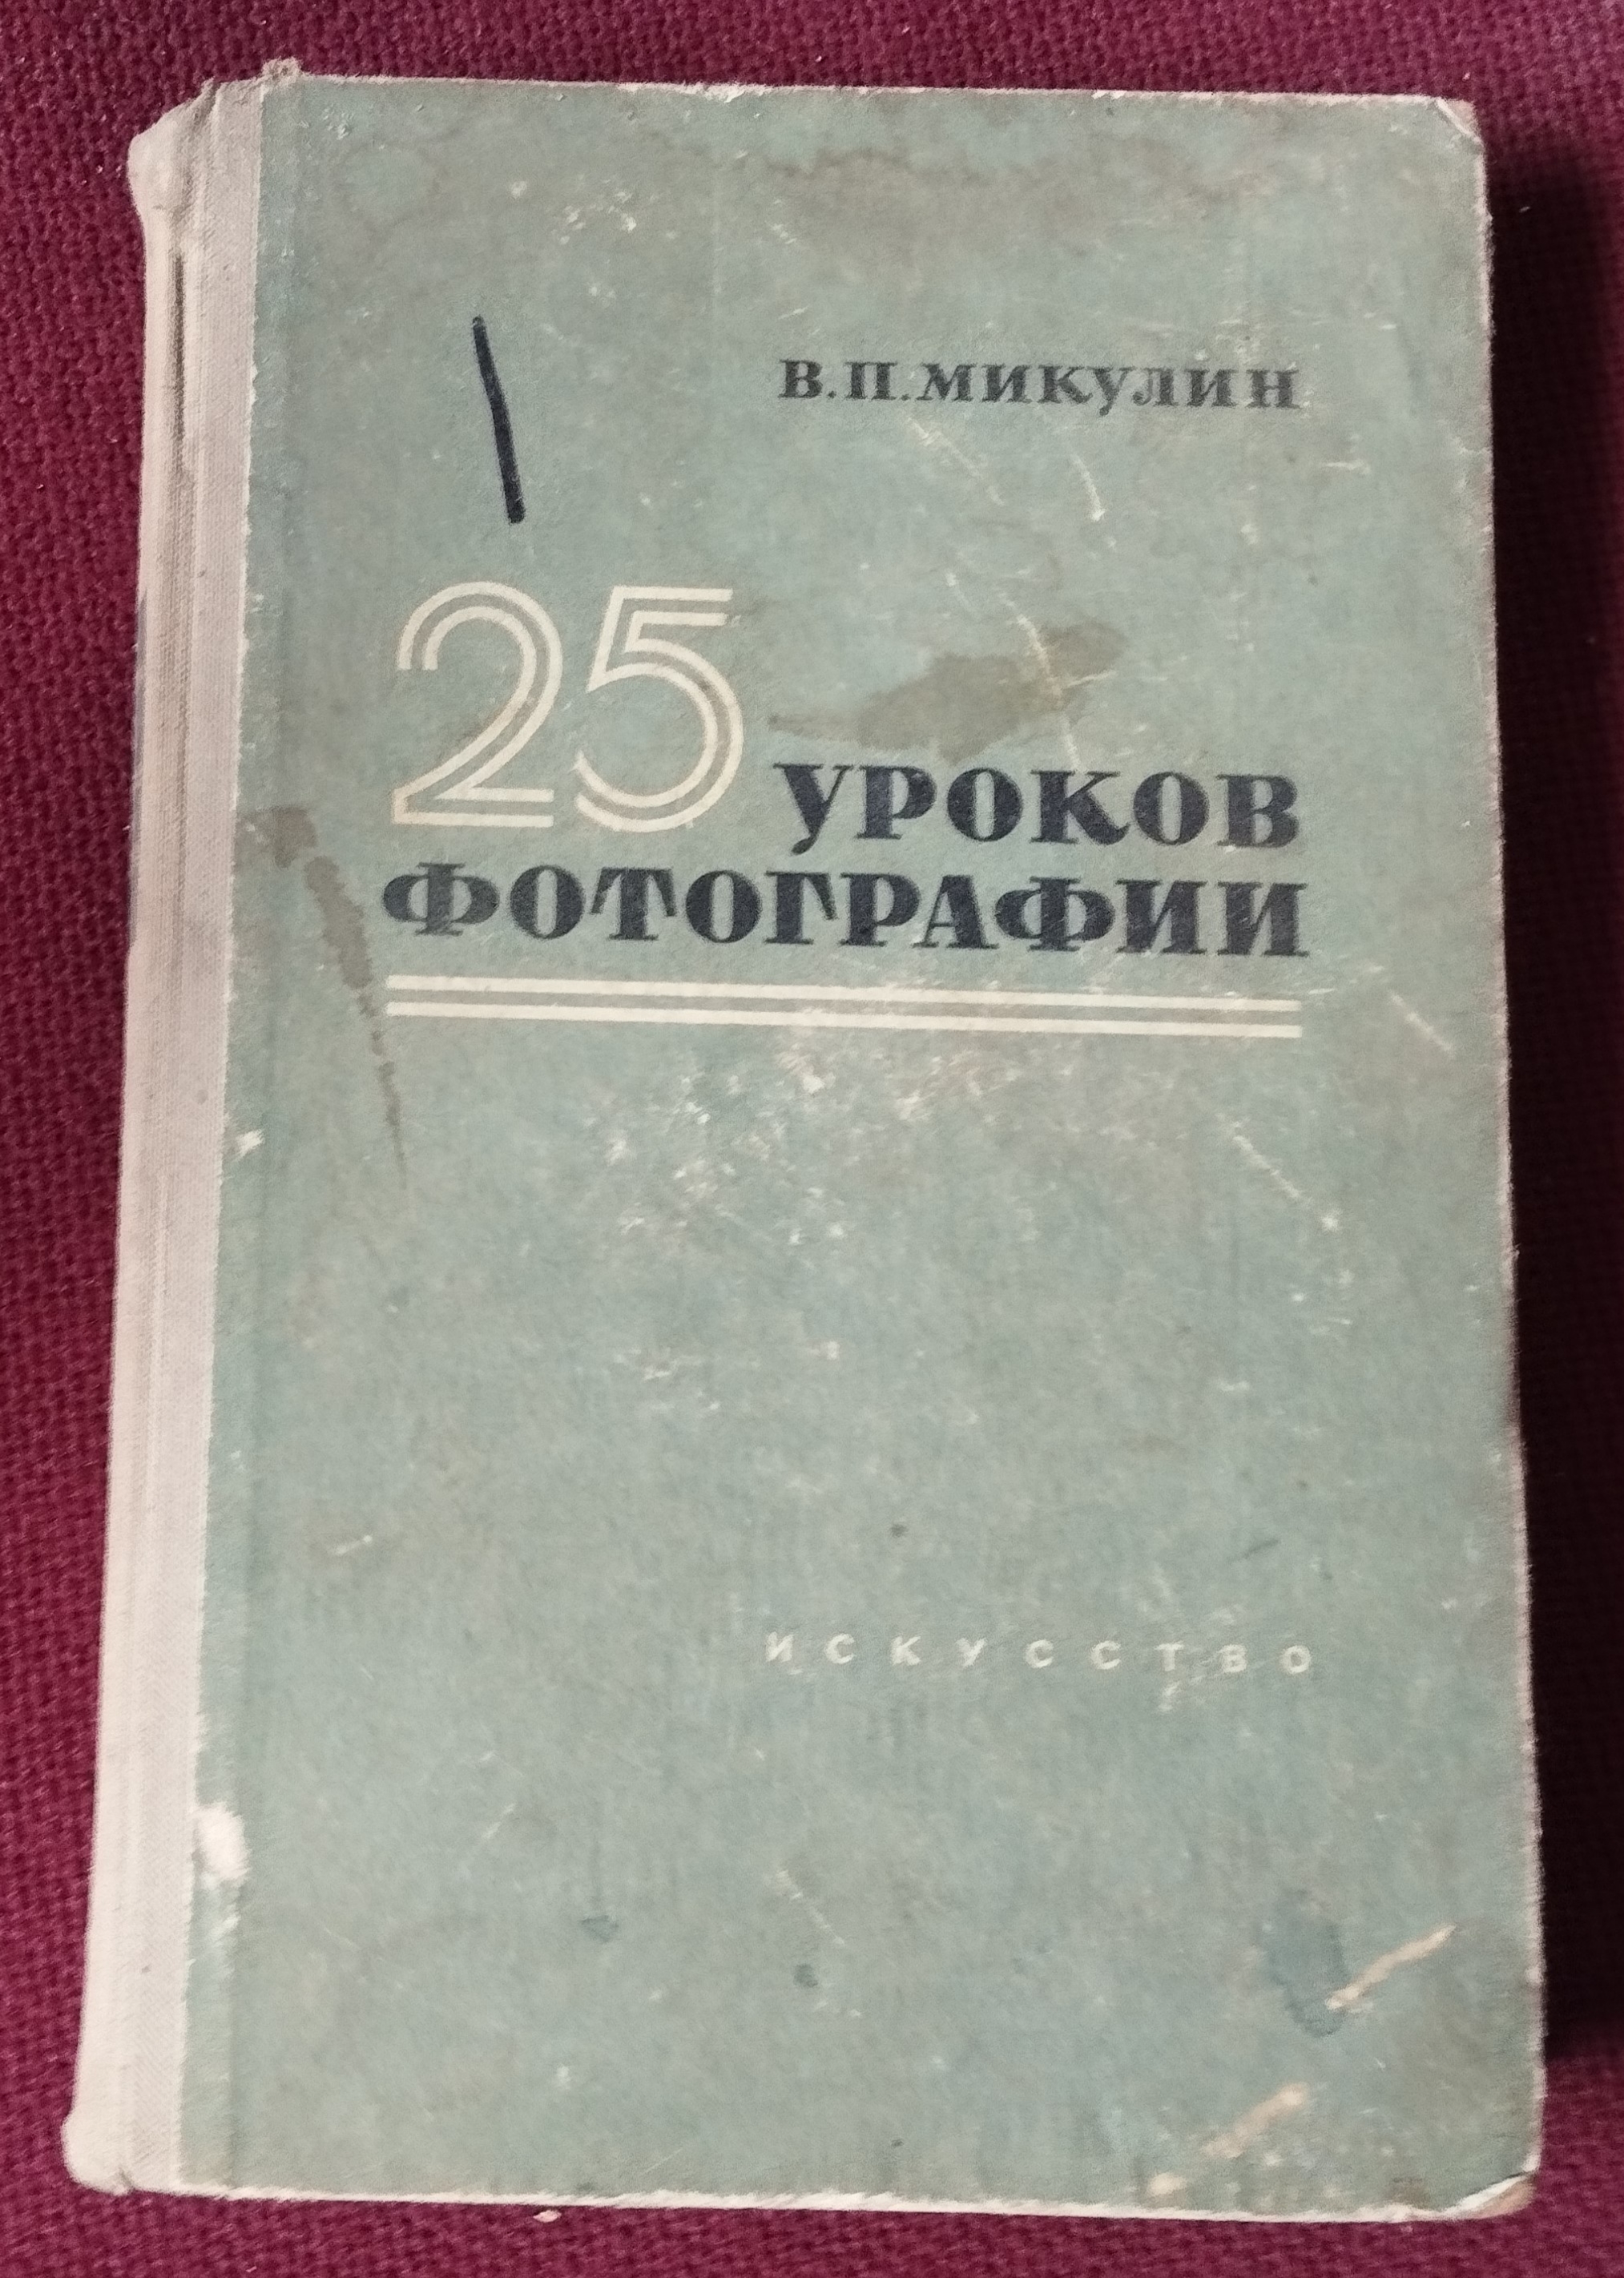 В.П.МИКУЛИН
25 УРОКОВ
ФОТОГРАФИИ
ИСКУССТВО